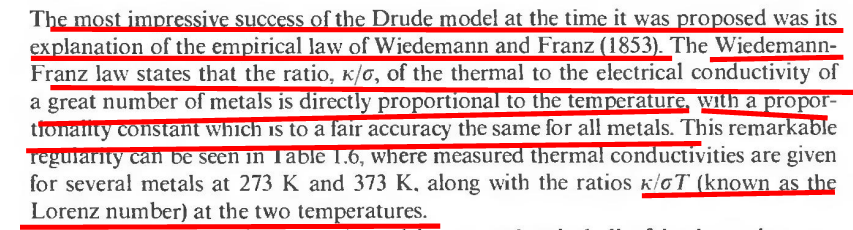 The most impressive success of the Drude model at the time it was proposed was its
explanation of the empirical law of Wiedemann and Franz (1853). The Wiedemann-
Franz law states that the ratio, κ/σ, of the thermal to the electrical conductivity of
a great number of metals is directly proportional to the temperature, with a propor-
tionality constant which is to a fair accuracy the same for all metals. This remarkable
regularity can be seen in Table 1.6, where measured thermal conductivities are given
for several metals at 273 K and 373 K, along with the ratios κ/σT (known as the
Lorenz number) at the two temperatures.